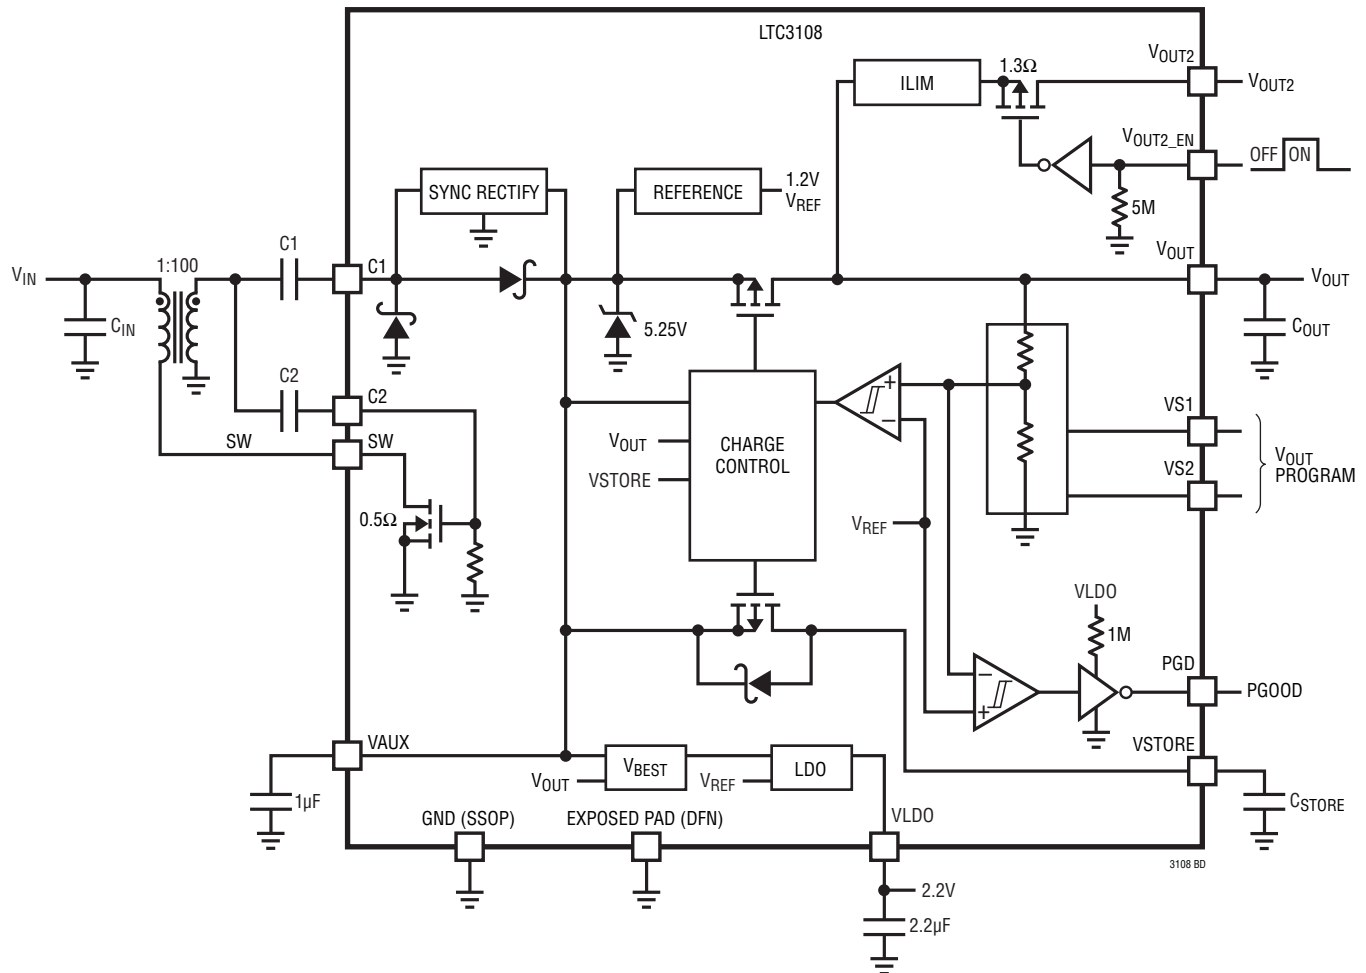 LTC3108
VOUT2
1.3Ω
ILIM
VOUT2
VOUT2_EN
OFF ON
SYNC RECTIFY
REFERENCE
1.2V
VREF
5M
C1
VOUT
1:100
C1
VIN
VOUT
CIN
5.25V
COUT
C2
C2
VS1
SW
SW
VOUT
CHARGE
CONTROL
VOUT
PROGRAM
VS2
VSTORE
0.5Ω
VREF
+
–
VLDO
1M
PGD
–
+
PGOOD
VAUX
VSTORE
VBEST
LDO
VOUT
VREF
1µF
CSTORE
GND (SSOP)
EXPOSED PAD (DFN)
VLDO
3108 BD
2.2V
2.2µF